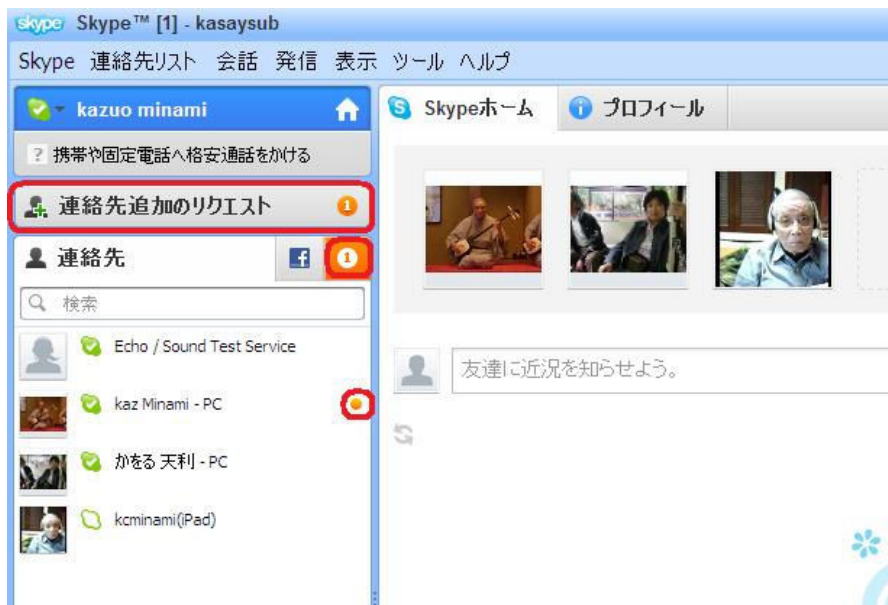 skype Skype™ [1] - kasaysub
Skype 連絡先リスト 会話 発信 表示 ツール ヘルプ
kazuo minami
Skypeホーム
プロフィール
? 携帯や固定電話へ格安通話をかける
連絡先追加のリクエスト 1
連絡先
f
1
検索
Echo / Sound Test Service
kaz Minami - PC
かをる 天利 - PC
kcminami(iPad)
友達に近況を知らせよう。